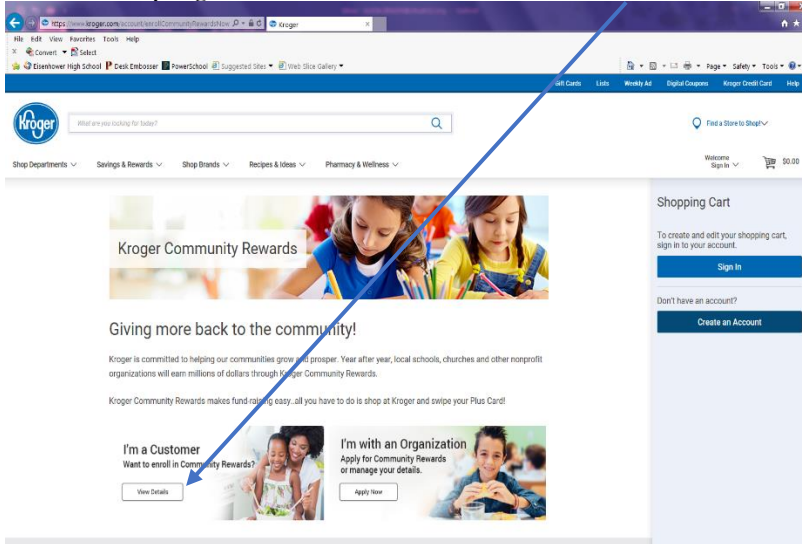 https://www.kroger.com/account/enrollCommunityRewardsNow
Kroger
File Edit View Favorites Tools Help
Convert Select
Eisenhower High School Desk Embosser PowerSchool Suggested Sites Web Slice Gallery
Page Safety Tools
Gift Cards Lists Weekly Ad Digital Coupons Kroger Credit Card Help
Kroger
What are you looking for today?
Find a Store to Shop!
Shop Departments Savings & Rewards Shop Brands Recipes & Ideas Pharmacy & Wellness
Welcome
Sign In
$0.00
Kroger Community Rewards
Giving more back to the community!
Kroger is committed to helping our communities grow and prosper. Year after year, local schools, churches and other nonprofit
organizations will earn millions of dollars through Kroger Community Rewards.
Kroger Community Rewards makes fund-raising easy..all you have to do is shop at Kroger and swipe your Plus Card!
I'm a Customer
Want to enroll in Community Rewards?
View Details
I'm with an Organization
Apply for Community Rewards
or manage your details.
Apply Now
Shopping Cart
To create and edit your shopping cart,
sign in to your account.
Sign In
Don't have an account?
Create an Account